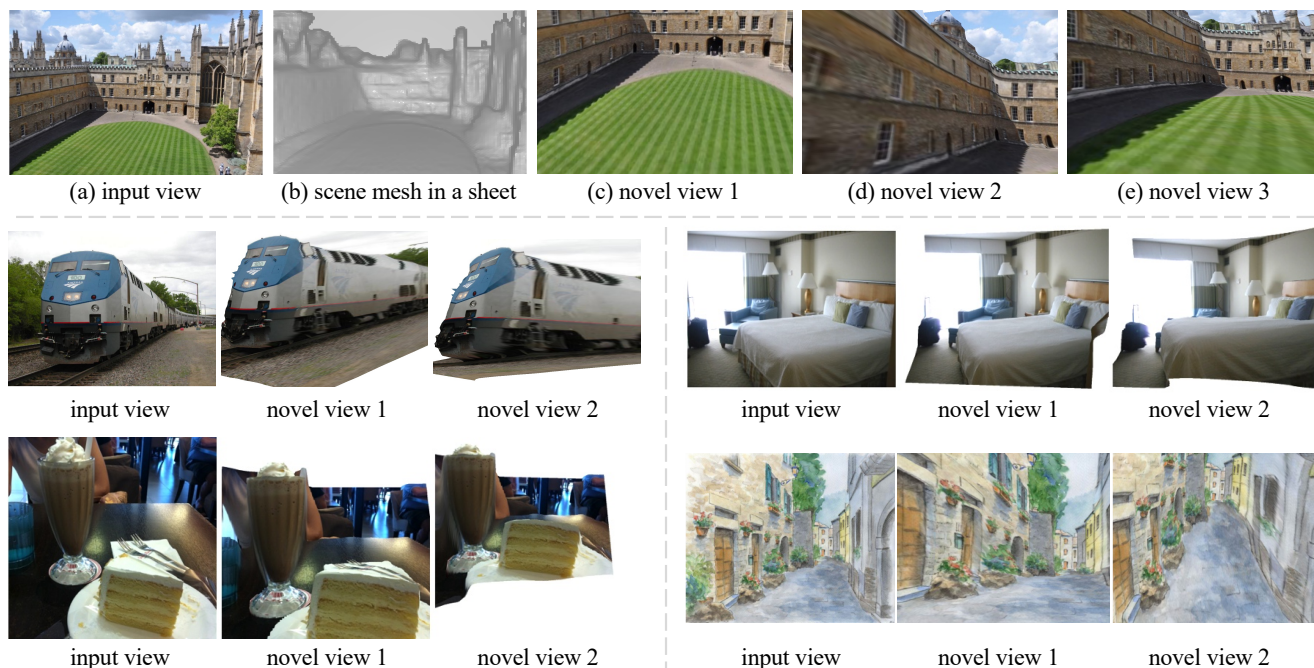 (a) input view
(b) scene mesh in a sheet
(c) novel view 1
(d) novel view 2
(e) novel view 3
input view
novel view 1
novel view 2
input view
novel view 1
novel view 2
input view
novel view 1
novel view 2
input view
novel view 1
novel view 2